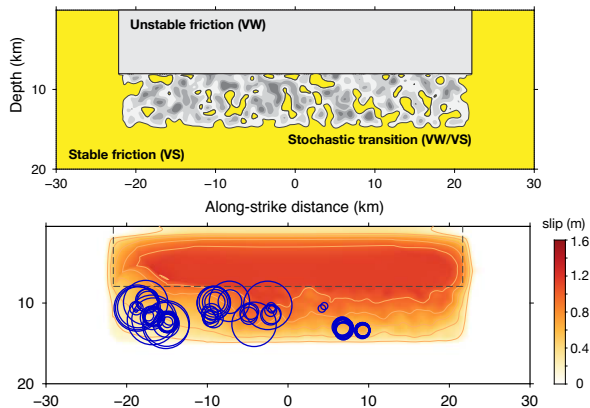 0
Unstable friction (VW)
Depth (km)
10
Stochastic transition (VW/VS)
Stable friction (VS)
20
−30 −20 −10 0 10 20 30
Along-strike distance (km)
slip (m)
1.6
1.2
10
0.8
0.4
20
0
−20 −10 0 10 20